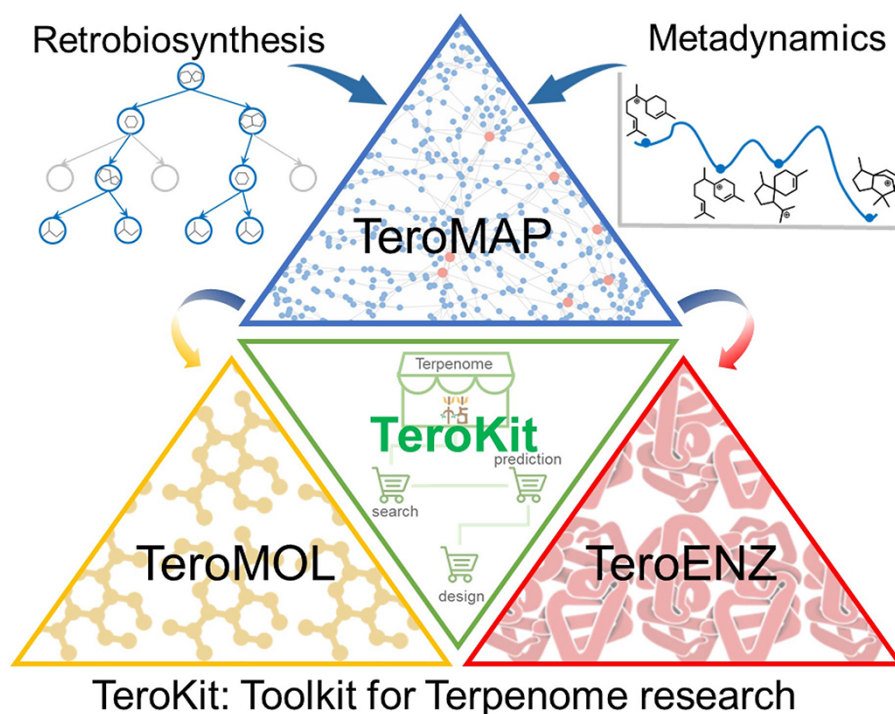 Retrobiosynthesis
Metadynamics
TeroMAP
Terpenome
TeroKit
prediction
search
design
TeroMOL
TeroENZ
TeroKit: Toolkit for Terpenome research